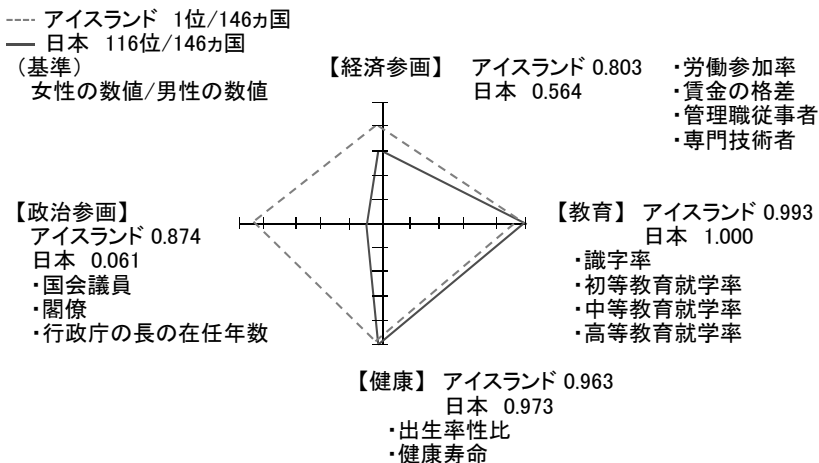 ---- アイスランド 1位/146ヵ国
― 日本 116位/146ヵ国
（基準）
女性の数値/男性の数値
【経済参画】 アイスランド 0.803
日本 0.564
・労働参加率
・賃金の格差
・管理職従事者
・専門技術者
【政治参画】
アイスランド 0.874
日本 0.061
・国会議員
・閣僚
・行政庁の長の在任年数
【教育】 アイスランド 0.993
日本 1.000
・識字率
・初等教育就学率
・中等教育就学率
・高等教育就学率
【健康】 アイスランド 0.963
日本 0.973
・出生率性比
・健康寿命